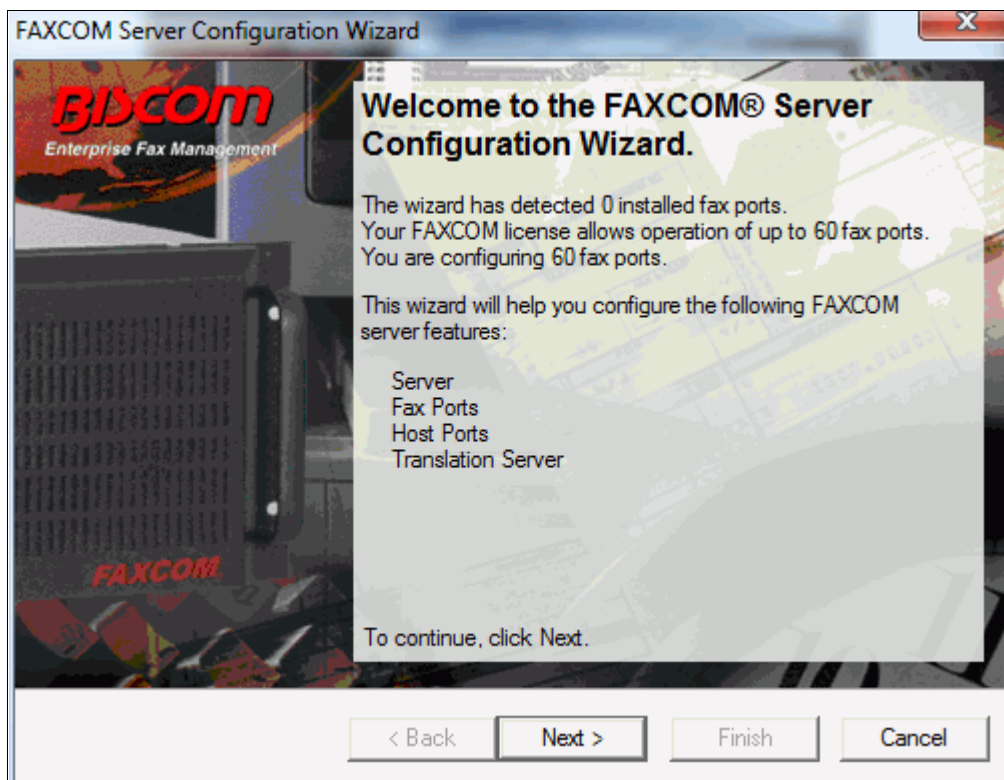 FAXCOM Server Configuration Wizard
X
BISCOM
Enterprise Fax Management
Welcome to the FAXCOM® Server
Configuration Wizard.
The wizard has detected 0 installed fax ports.
Your FAXCOM license allows operation of up to 60 fax ports.
You are configuring 60 fax ports.
This wizard will help you configure the following FAXCOM
server features:
Server
Fax Ports
Host Ports
Translation Server
FAXCOM
To continue, click Next.
< Back
Next >
Finish
Cancel